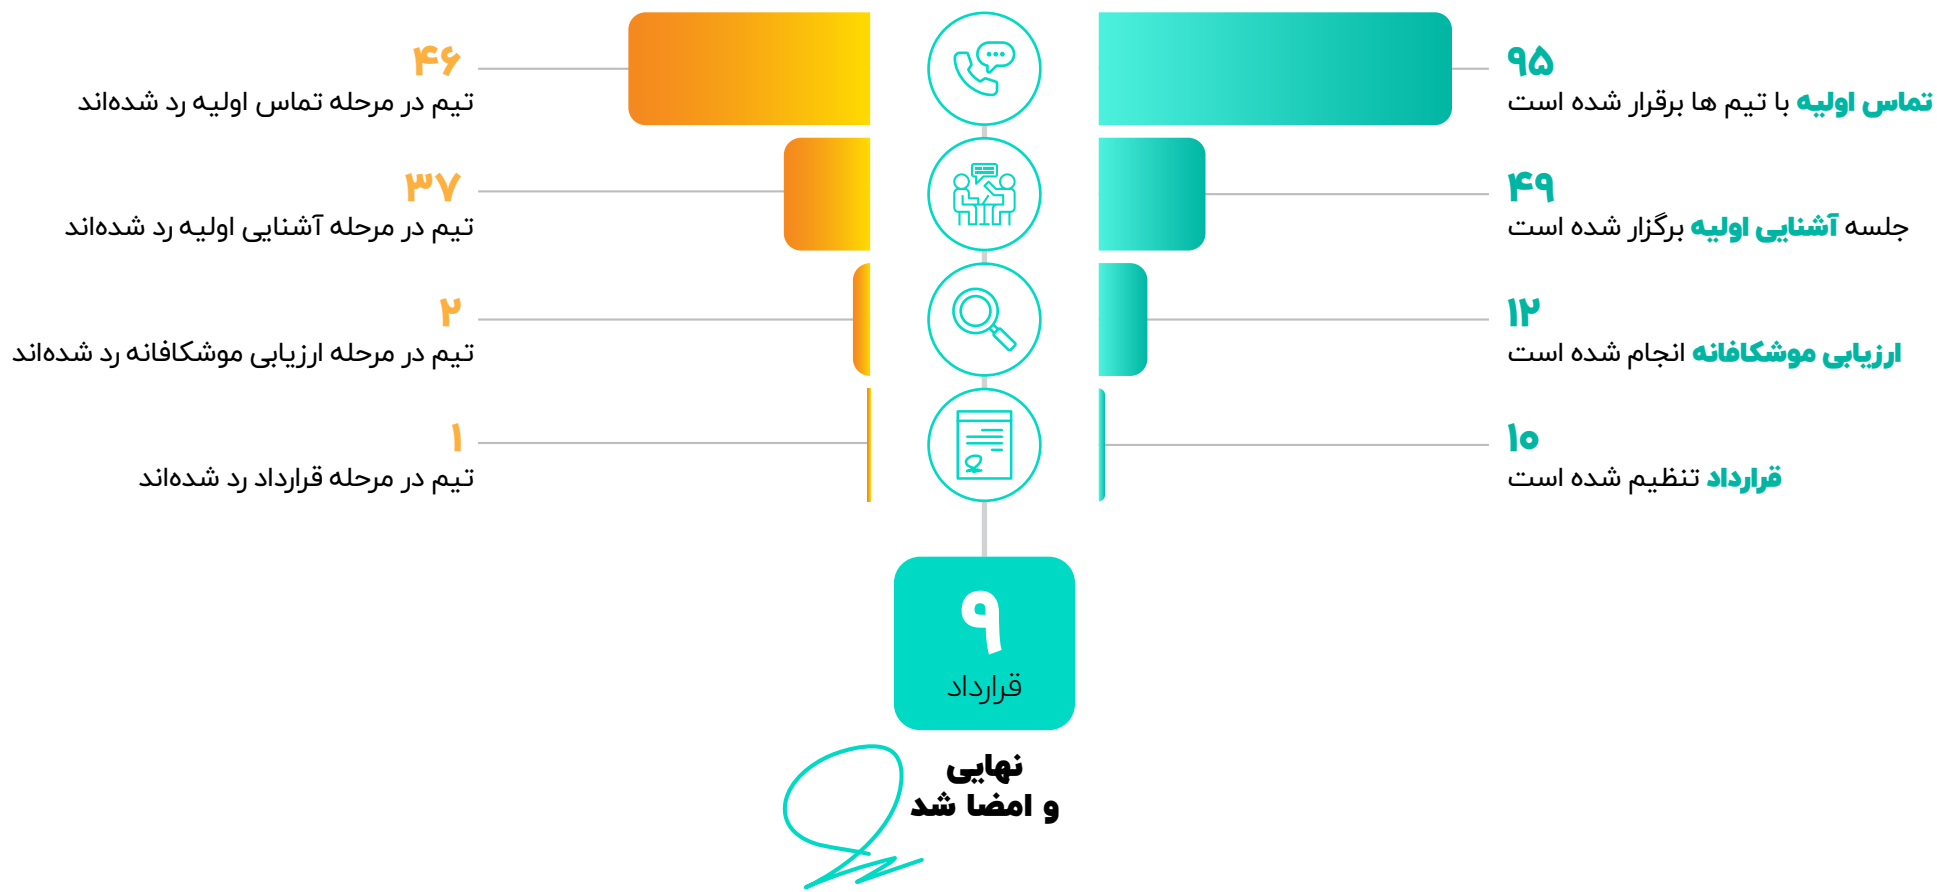 ۹۵
تماس اولیه با تیم ها برقرار شده است
۴۶
تیم در مرحله تماس اولیه رد شده‌اند
۴۹
جلسه آشنایی اولیه برگزار شده است
۳۷
تیم در مرحله آشنایی اولیه رد شده‌اند
۱۲
ارزیابی موشکافانه انجام شده است
۲
تیم در مرحله ارزیابی موشکافانه رد شده‌اند
۱۰
قرارداد تنظیم شده است
۱
تیم در مرحله قرارداد رد شده‌اند
۹
قرارداد
نهایی
و امضا شد